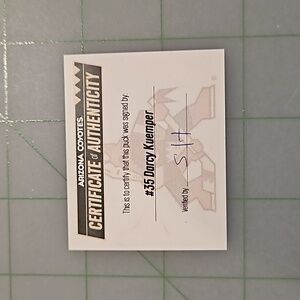 ARIZONA COYOTES
CERTIFICATE of AUTHENTICITY
This is to certify that this puck was signed by:
#35 Darcy Kuemper
Verified by